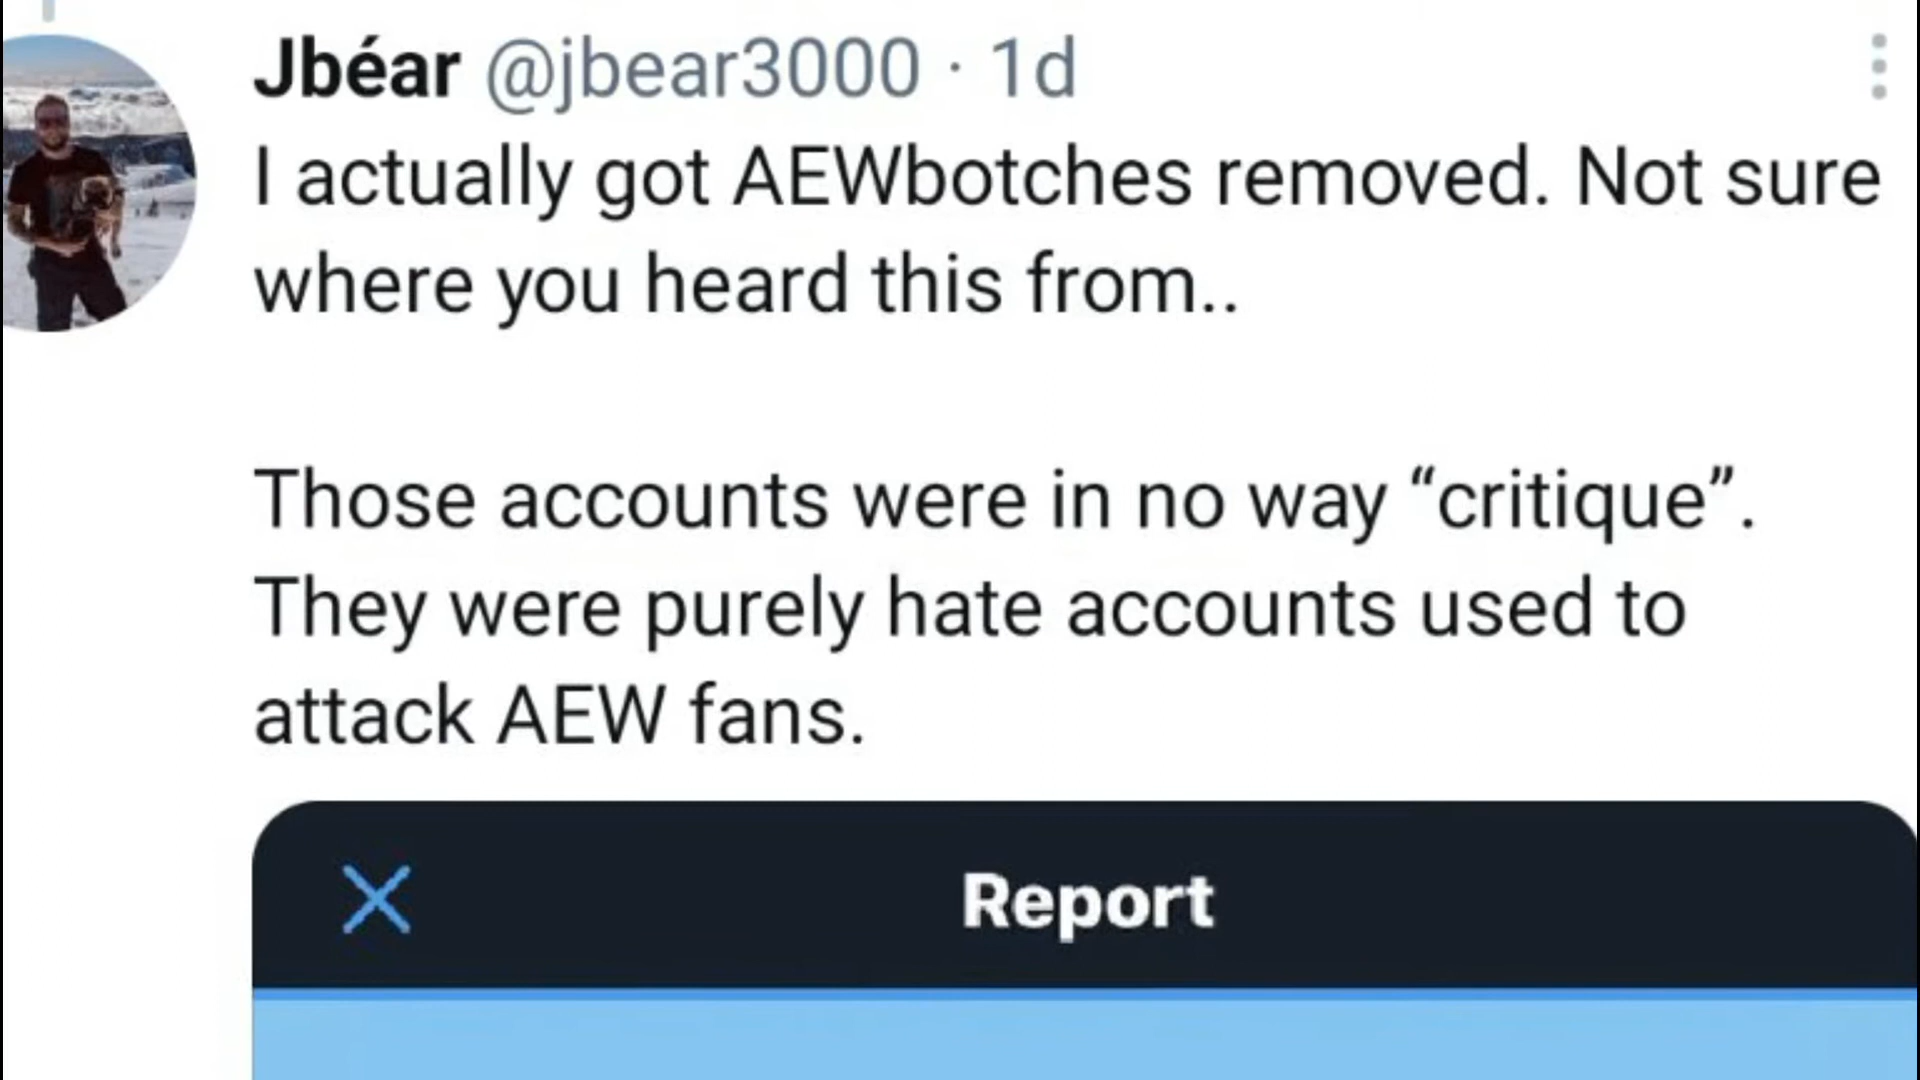 Jbéar @jbear3000 · 1d
I actually got AEWbotches removed. Not sure
where you heard this from..
Those accounts were in no way “critique”.
They were purely hate accounts used to
attack AEW fans.
Report